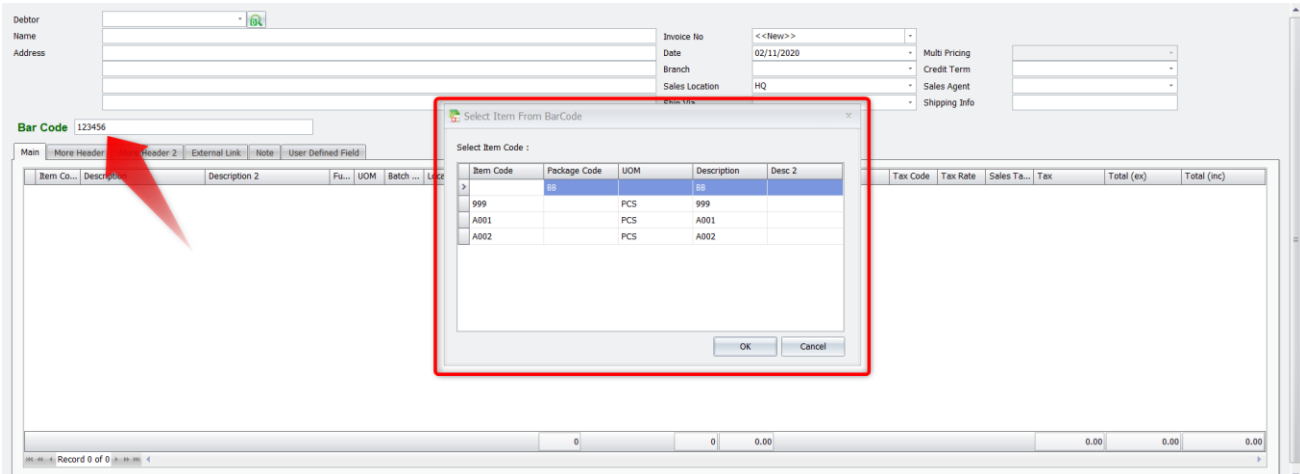 Debtor
Name
Invoice No <<New>>
Address
Date 02/11/2020 Multi Pricing
Branch Credit Term
Sales Location HQ Sales Agent
Ship Via Shipping Info
Bar Code 123456
Select Item From BarCode
Select Item Code :
Item Code Package Code UOM Description Desc 2
BB BB
999 PCS 999
A001 PCS A001
A002 PCS A002
OK Cancel
Main More Header Header 2 External Link Note User Defined Field
Item Co... Description Description 2 Fu... UOM Batch ... Tax Code Tax Rate Sales Ta... Tax Total (ex) Total (inc)
0 0 0.00 0.00 0.00 0.00
Record 0 of 0